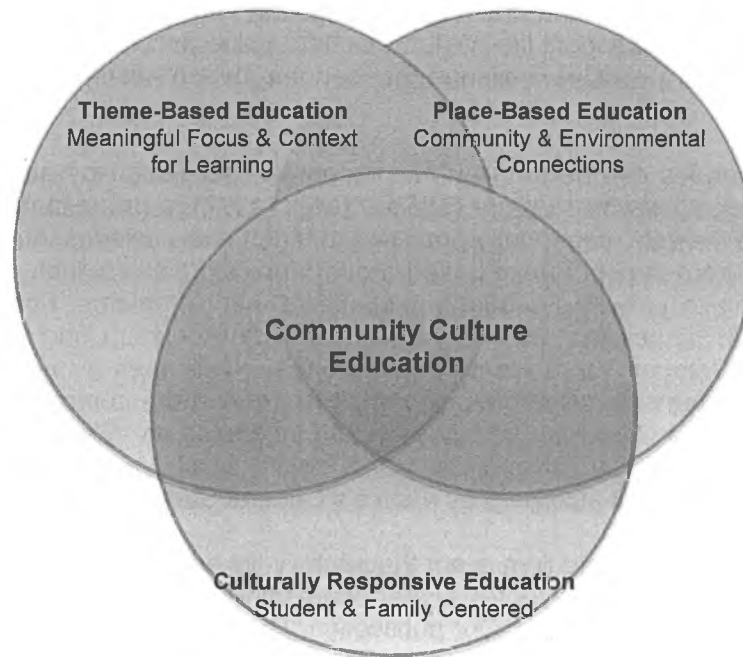 Theme-Based Education
Meaningful Focus & Context
for Learning
Place-Based Education
Community & Environmental
Connections
Community Culture
Education
Culturally Responsive Education
Student & Family Centered